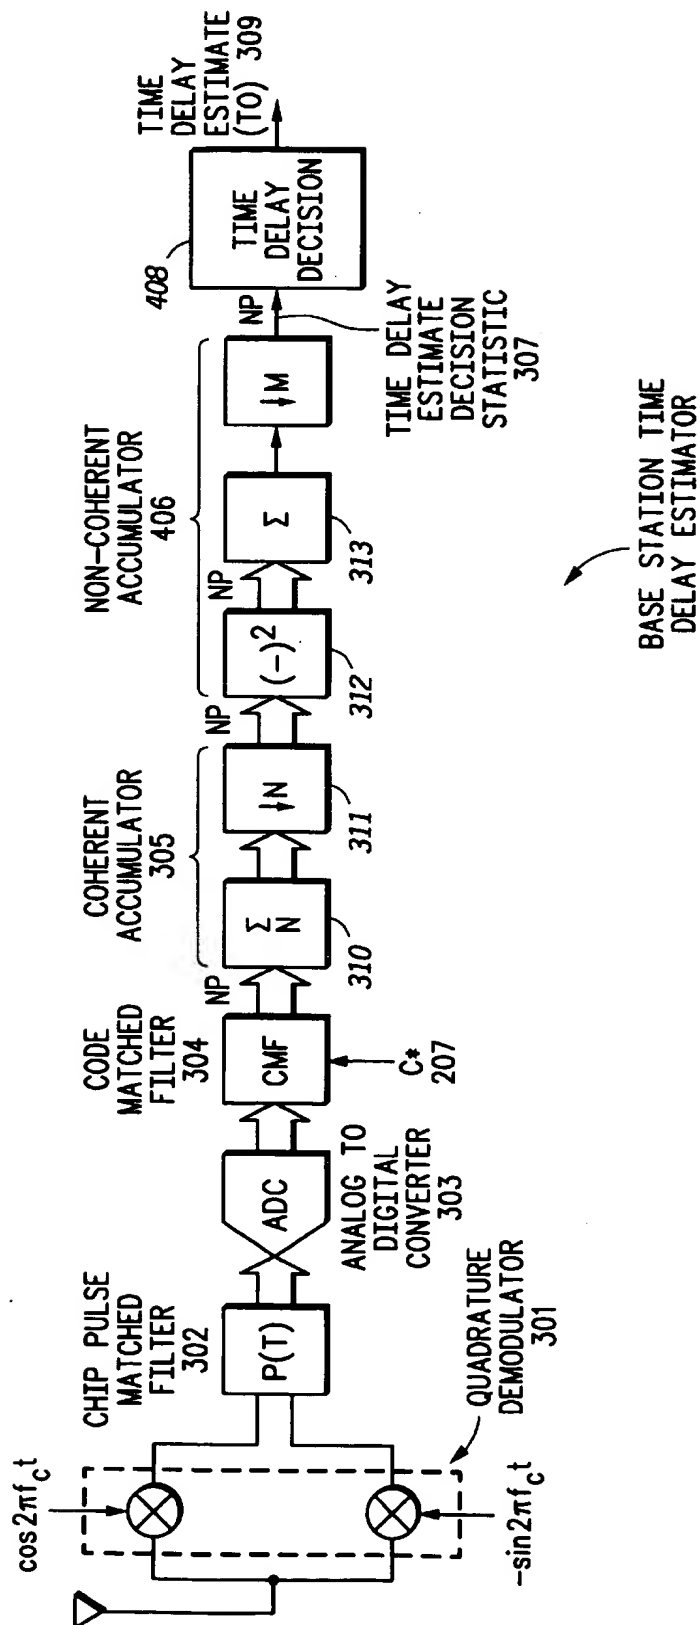 cos2πf_ct
-sin2πf_ct
QUADRATURE
DEMODULATOR
301
CHIP PULSE
MATCHED
FILTER
302
P(T)
ADC
ANALOG TO
DIGITAL
CONVERTER
303
CODE
MATCHED
FILTER
304
CMF
C*
207
NP
COHERENT
ACCUMULATOR
305
Σ
N
310
↓N
311
NP
NON-COHERENT
ACCUMULATOR
406
(-)²
312
NP
Σ
313
↓M
NP
TIME DELAY
ESTIMATE
DECISION
STATISTIC
307
408
TIME
DELAY
DECISION
TIME
DELAY
ESTIMATE
(TO) 309
BASE STATION TIME
DELAY ESTIMATOR